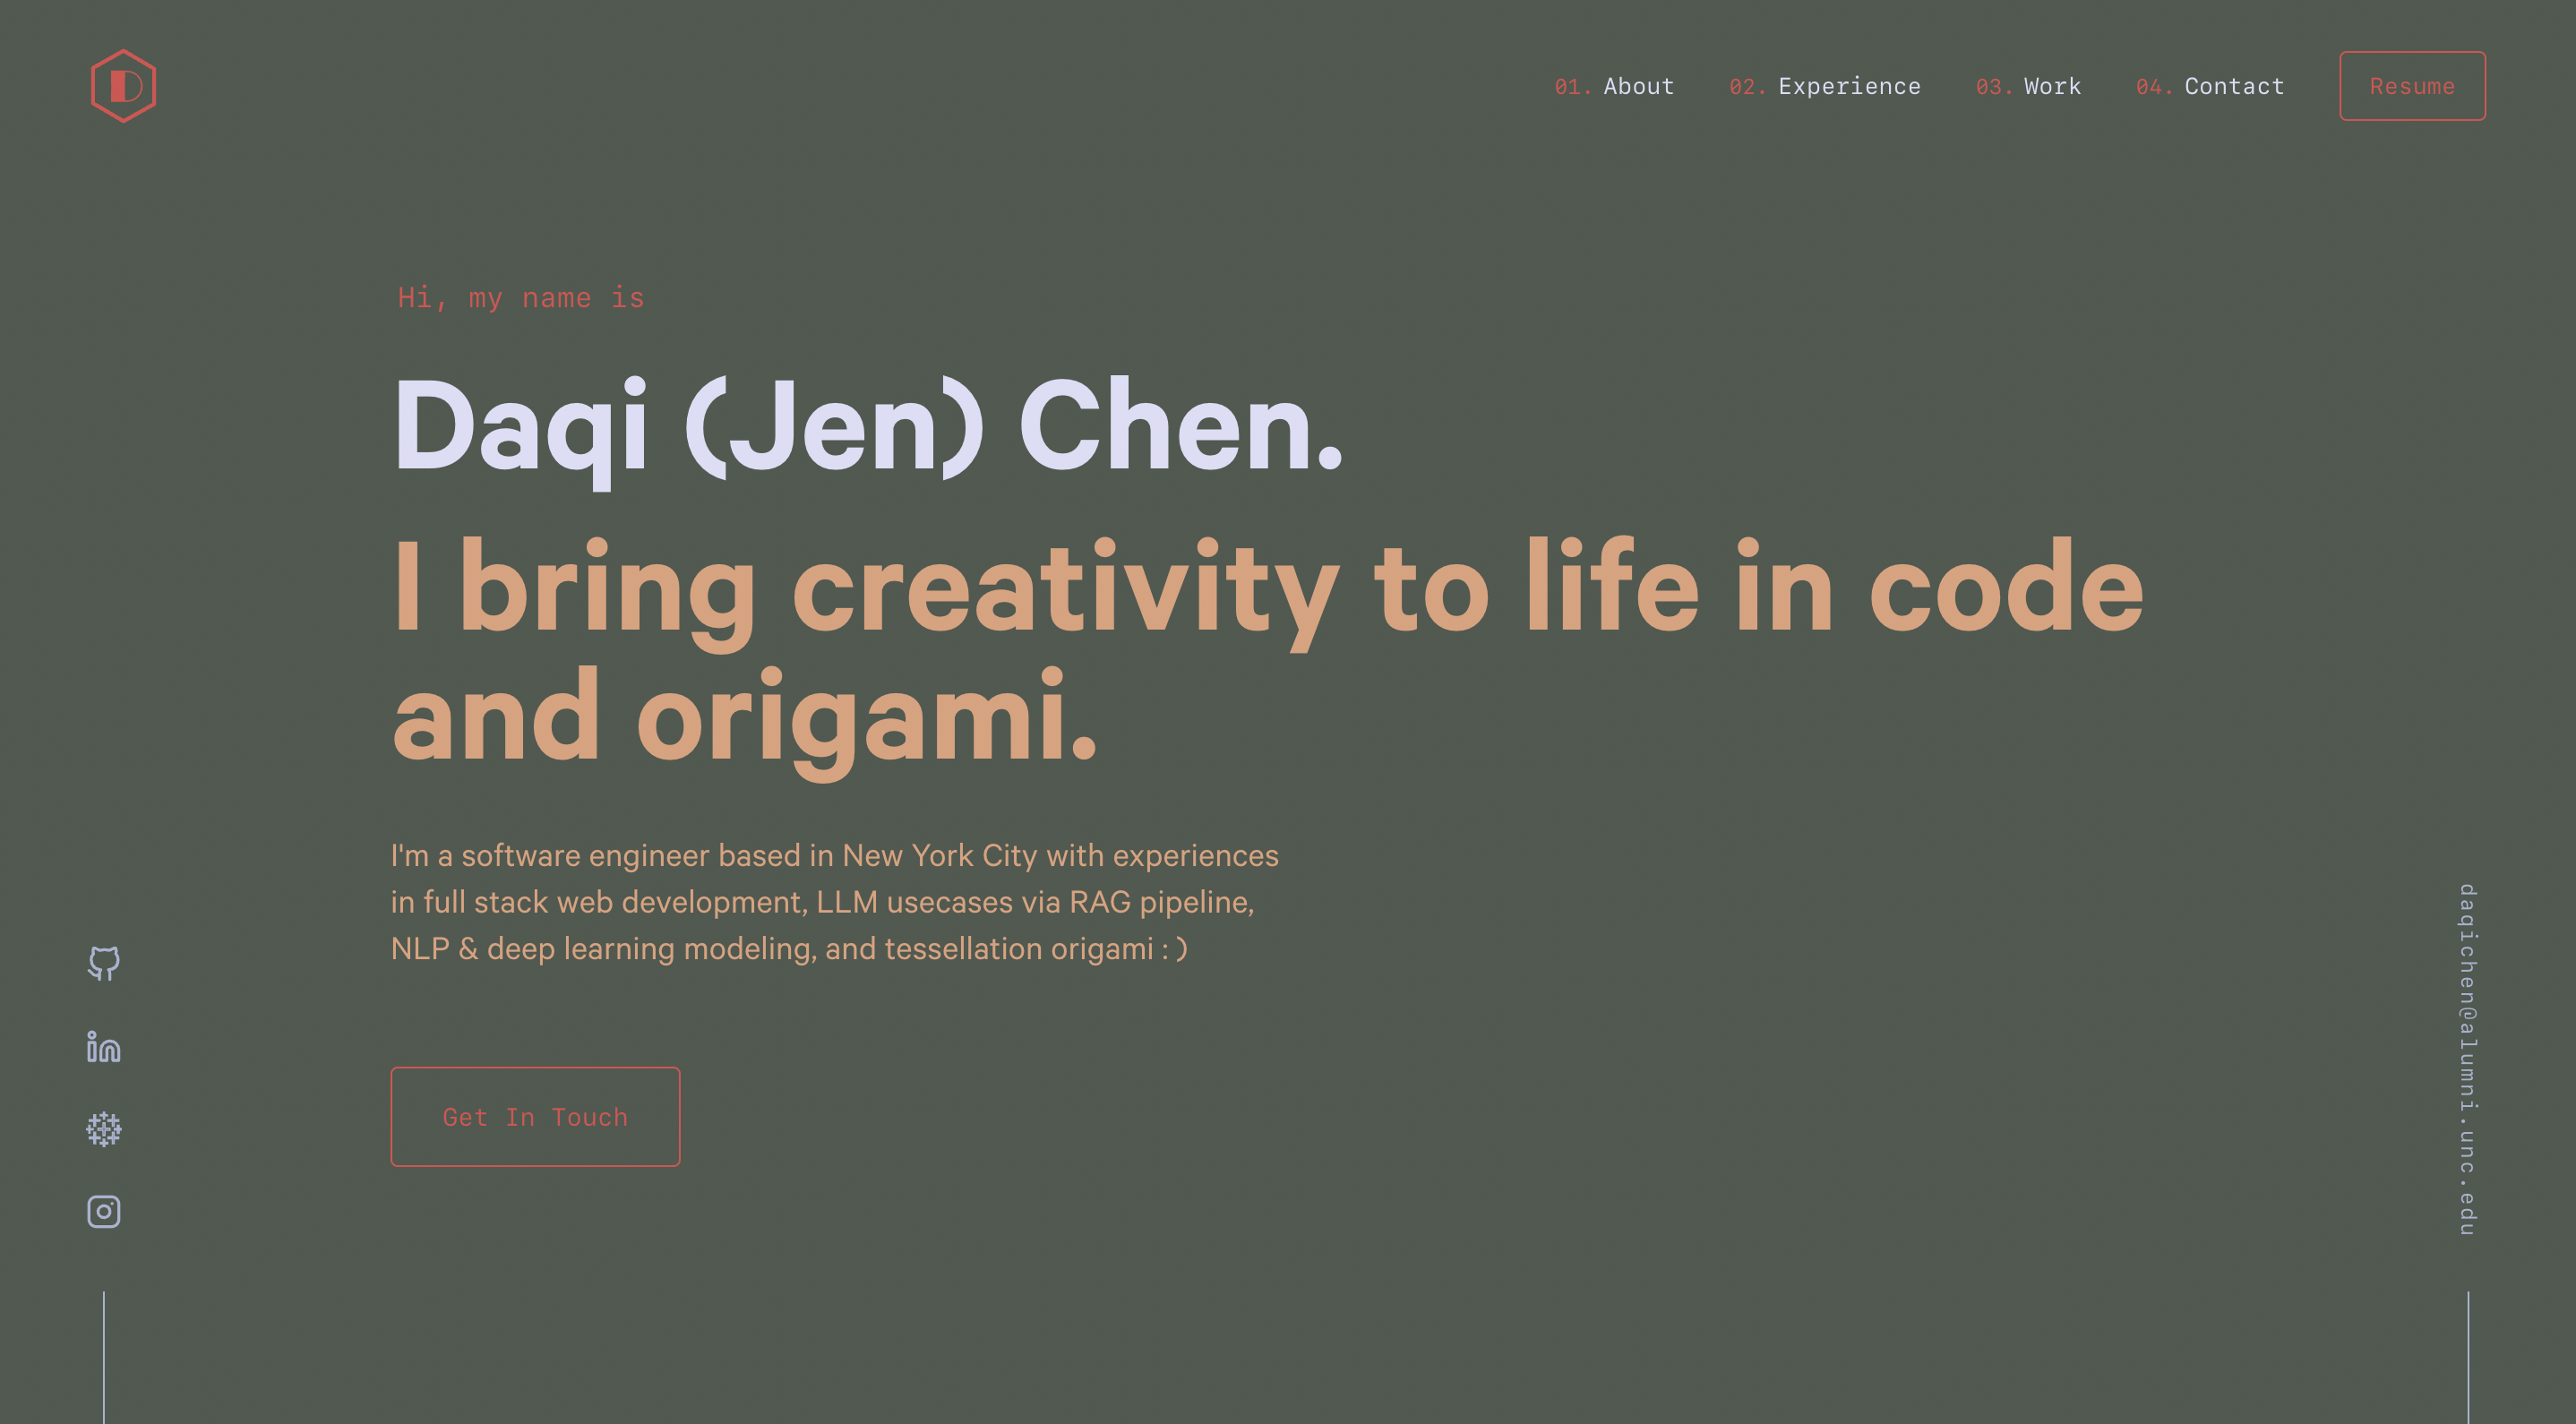 D
01. About 02. Experience 03. Work 04. Contact Resume
Hi, my name is
Daqi (Jen) Chen.
I bring creativity to life in code
and origami.
I'm a software engineer based in New York City with experiences
in full stack web development, LLM usecases via RAG pipeline,
NLP & deep learning modeling, and tessellation origami : )
Get In Touch
in
daqichen@alumni.unc.edu